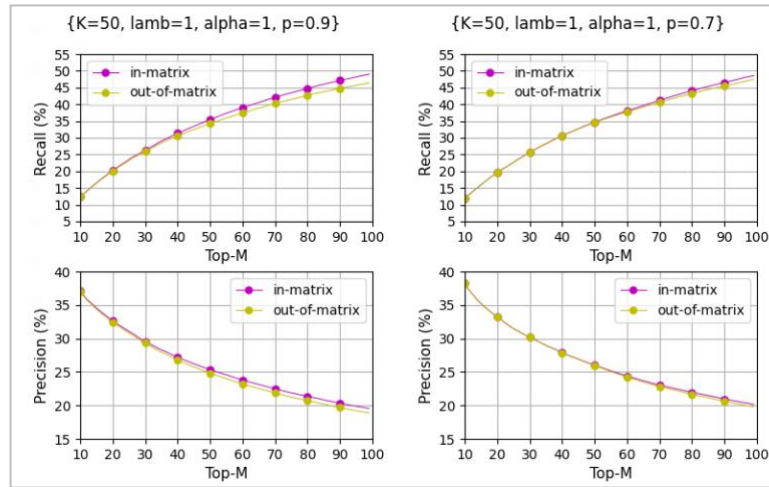 {K=50, lamb=1, alpha=1, p=0.9}
55
50
45
40
35
30
25
20
15
10
5
Recall (%)
in-matrix
out-of-matrix
10 20 30 40 50 60 70 80 90 100
Top-M
{K=50, lamb=1, alpha=1, p=0.7}
55
50
45
40
35
30
25
20
15
10
5
Recall (%)
in-matrix
out-of-matrix
10 20 30 40 50 60 70 80 90 100
Top-M
40
35
30
25
20
15
Precision (%)
in-matrix
out-of-matrix
10 20 30 40 50 60 70 80 90 100
Top-M
40
35
30
25
20
15
Precision (%)
in-matrix
out-of-matrix
10 20 30 40 50 60 70 80 90 100
Top-M